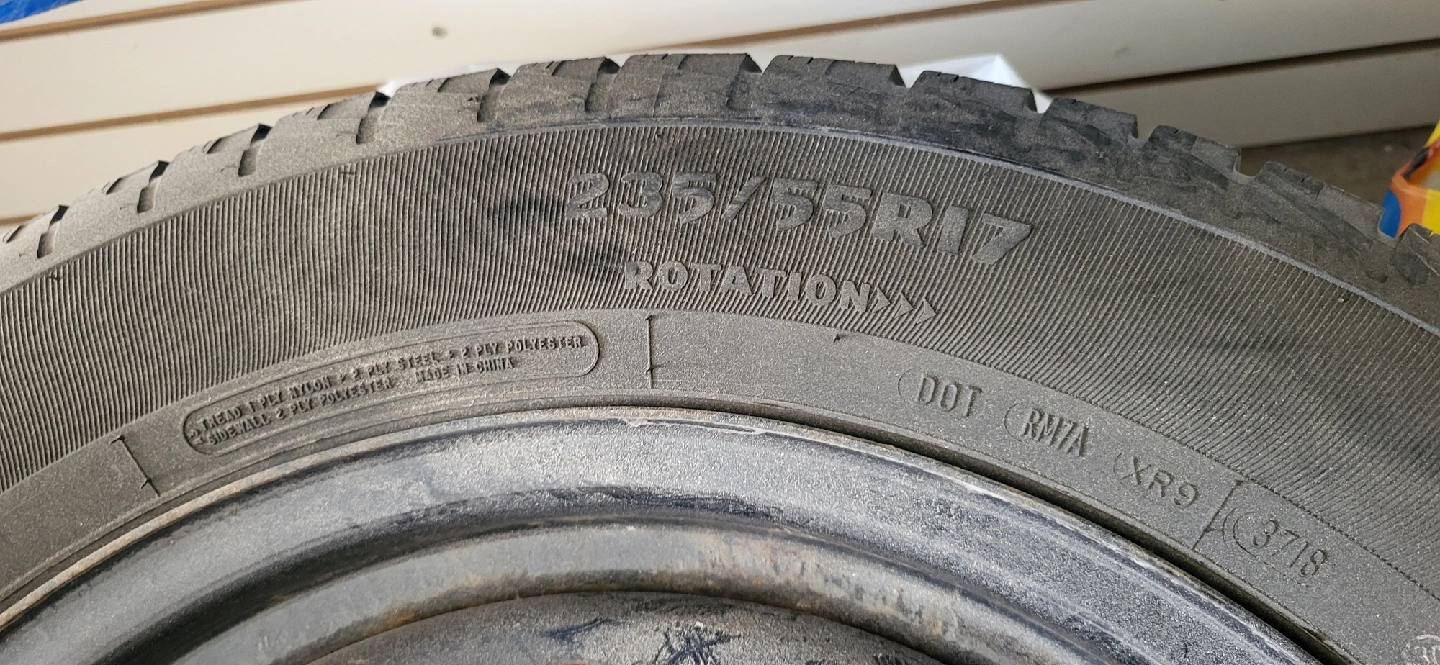 235/55R17
ROTATION>>>
TREAD 1 PLY NYLON + 2 PLY STEEL + 2 PLY POLYESTER
SIDEWALL 2 PLY POLYESTER MADE IN CHINA
DOT RM7A XR9 3718